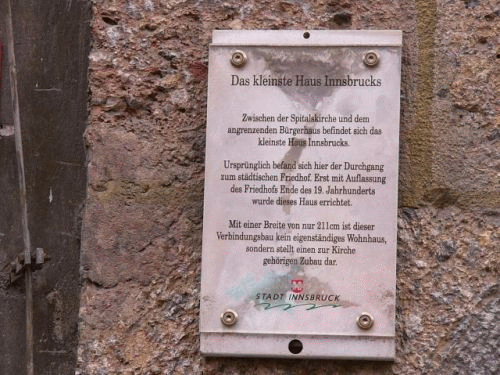 Das kleinste Haus Innsbrucks
Zwischen der Spitalskirche und dem
angrenzenden Bürgerhaus befindet sich das
kleinste Haus Innsbrucks.
Ursprünglich befand sich hier der Durchgang
zum städtischen Friedhof. Erst mit Auflassung
des Friedhofs Ende des 19. Jahrhunderts
wurde dieses Haus errichtet.
Mit einer Breite von nur 211cm ist dieser
Verbindungsbau kein eigenständiges Wohnhaus,
sondern stellt einen zur Kirche
gehörigen Zubau dar.
STADT INNSBRUCK